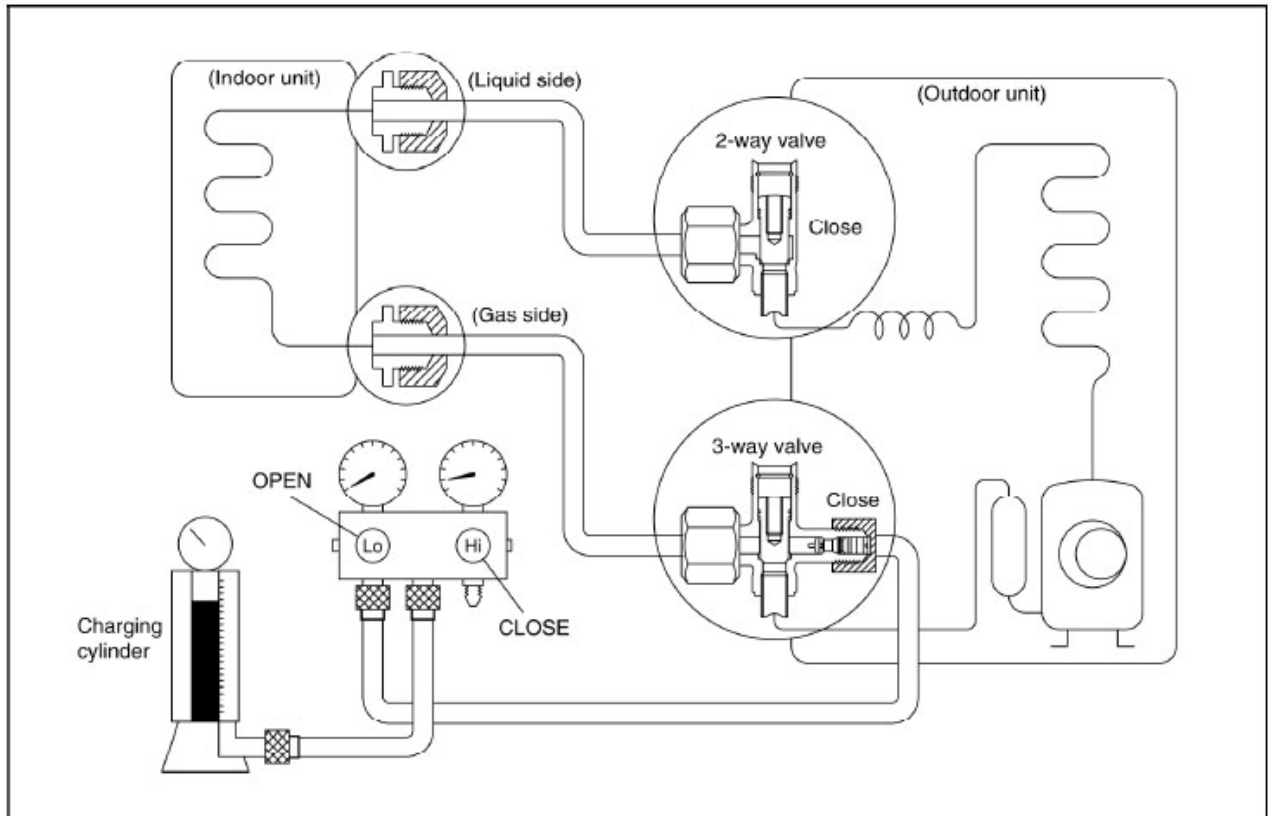 (Indoor unit)
(Liquid side)
(Outdoor unit)
2-way valve
Close
(Gas side)
3-way valve
Close
OPEN
Lo
Hi
CLOSE
Charging
cylinder